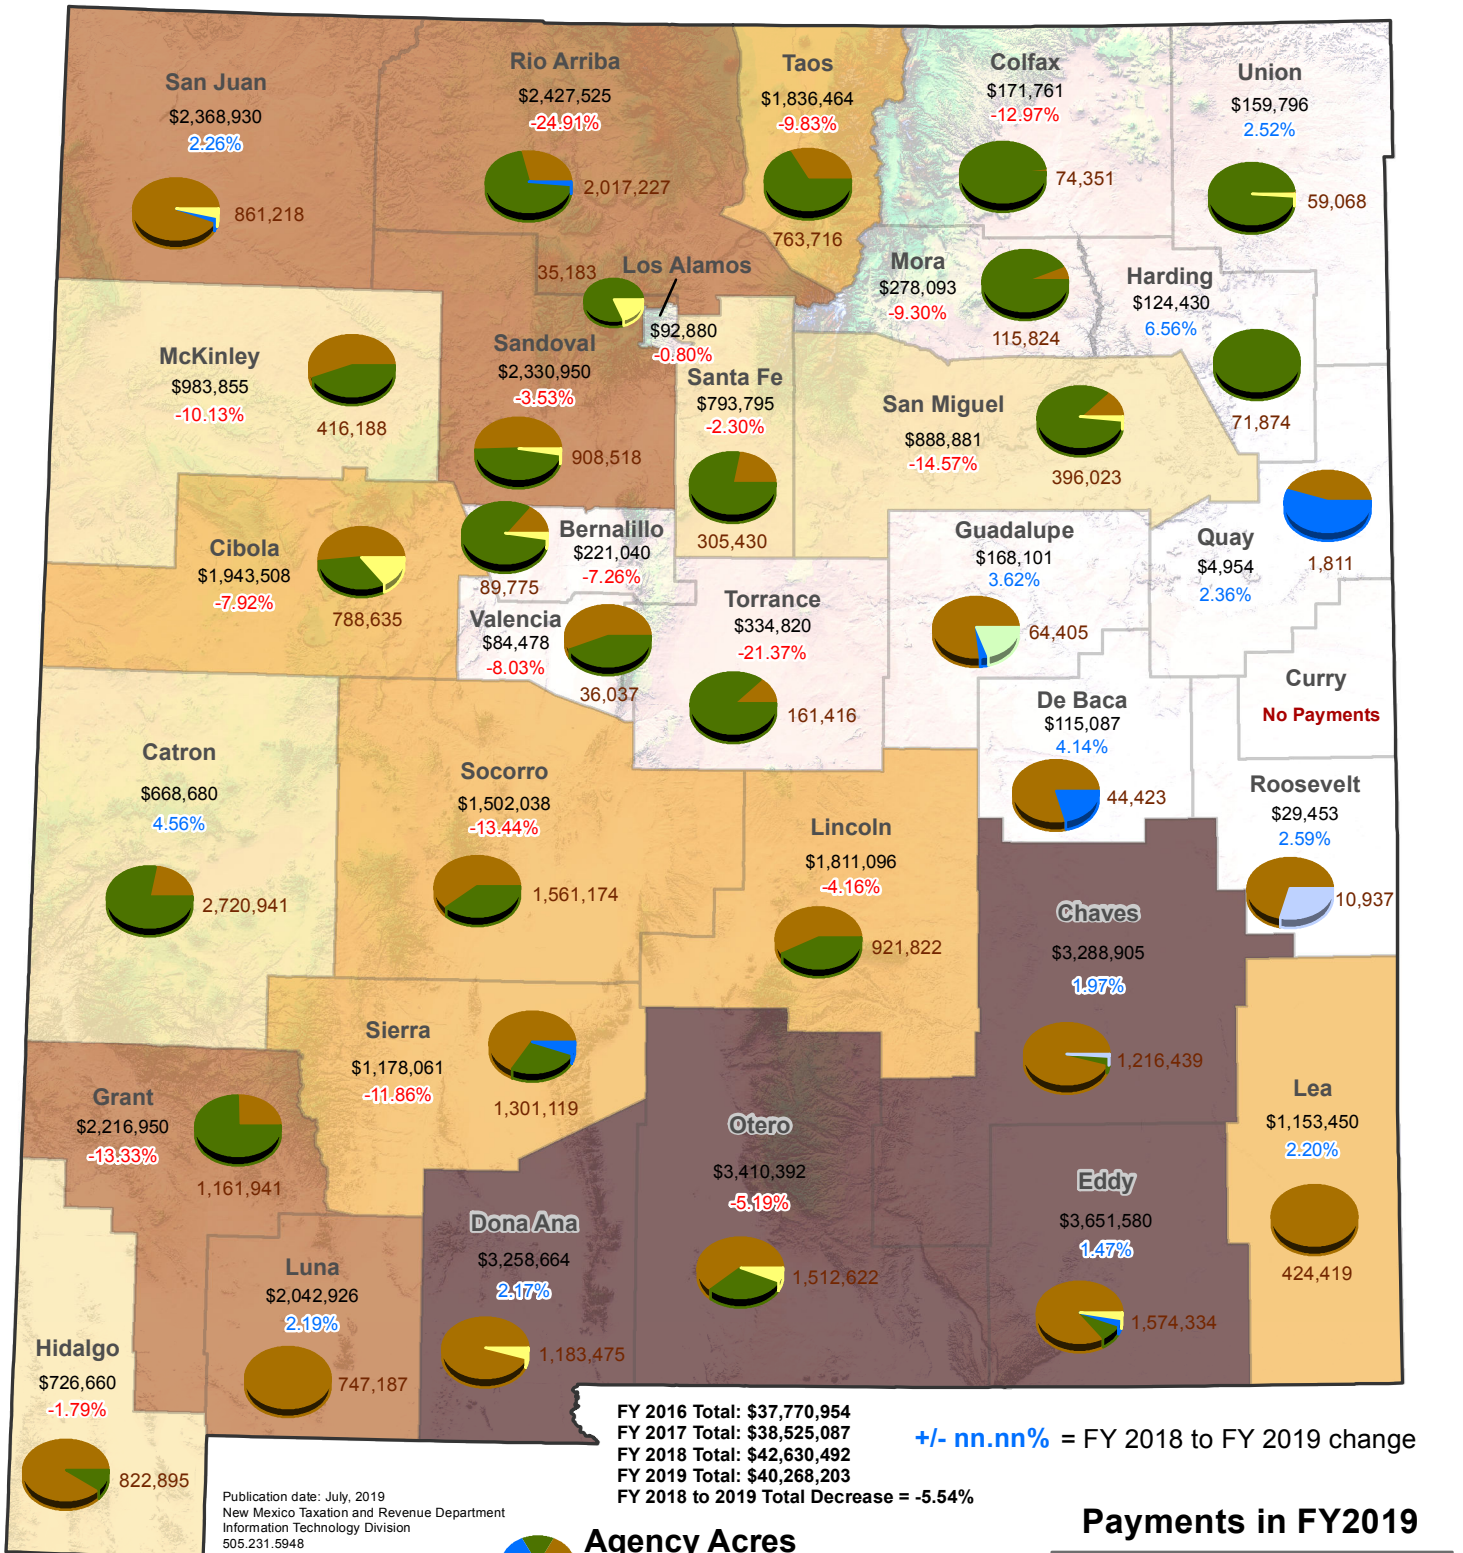 San Juan
$2,368,930
2.26%
861,218
Rio Arriba
$2,427,525
-24.91%
2,017,227
Taos
$1,836,464
-9.83%
763,716
Colfax
$171,761
-12.97%
74,351
Union
$159,796
2.52%
59,068
35,183
Los Alamos
$92,880
-0.80%
Mora
$278,093
-9.30%
115,824
Harding
$124,430
6.56%
71,874
McKinley
$983,855
-10.13%
416,188
Sandoval
$2,330,950
-3.53%
908,518
Santa Fe
$793,795
-2.30%
305,430
San Miguel
$888,881
-14.57%
396,023
Cibola
$1,943,508
-7.92%
788,635
Bernalillo
$221,040
-7.26%
89,775
Guadalupe
$168,101
3.62%
64,405
Quay
$4,954
2.36%
1,811
Valencia
$84,478
-8.03%
36,037
Torrance
$334,820
-21.37%
161,416
Curry
No Payments
De Baca
$115,087
4.14%
44,423
Catron
$668,680
4.56%
2,720,941
Socorro
$1,502,038
-13.44%
1,561,174
Lincoln
$1,811,096
-4.16%
921,822
Roosevelt
$29,453
2.59%
10,937
Chaves
$3,288,905
1.97%
1,216,439
Sierra
$1,178,061
-11.86%
1,301,119
Grant
$2,216,950
-13.33%
1,161,941
Otero
$3,410,392
-5.19%
1,512,622
Lea
$1,153,450
2.20%
424,419
Eddy
$3,651,580
1.47%
1,574,334
Dona Ana
$3,258,664
2.17%
1,183,475
Luna
$2,042,926
2.19%
747,187
Hidalgo
$726,660
-1.79%
822,895
FY 2016 Total: $37,770,954
FY 2017 Total: $38,525,087
FY 2018 Total: $42,630,492
FY 2019 Total: $40,268,203
FY 2018 to 2019 Total Decrease = -5.54%
+/- nn.nn% = FY 2018 to FY 2019 change
Publication date: July, 2019
New Mexico Taxation and Revenue Department
Information Technology Division
505.231.5948
Agency Acres
Payments in FY2019